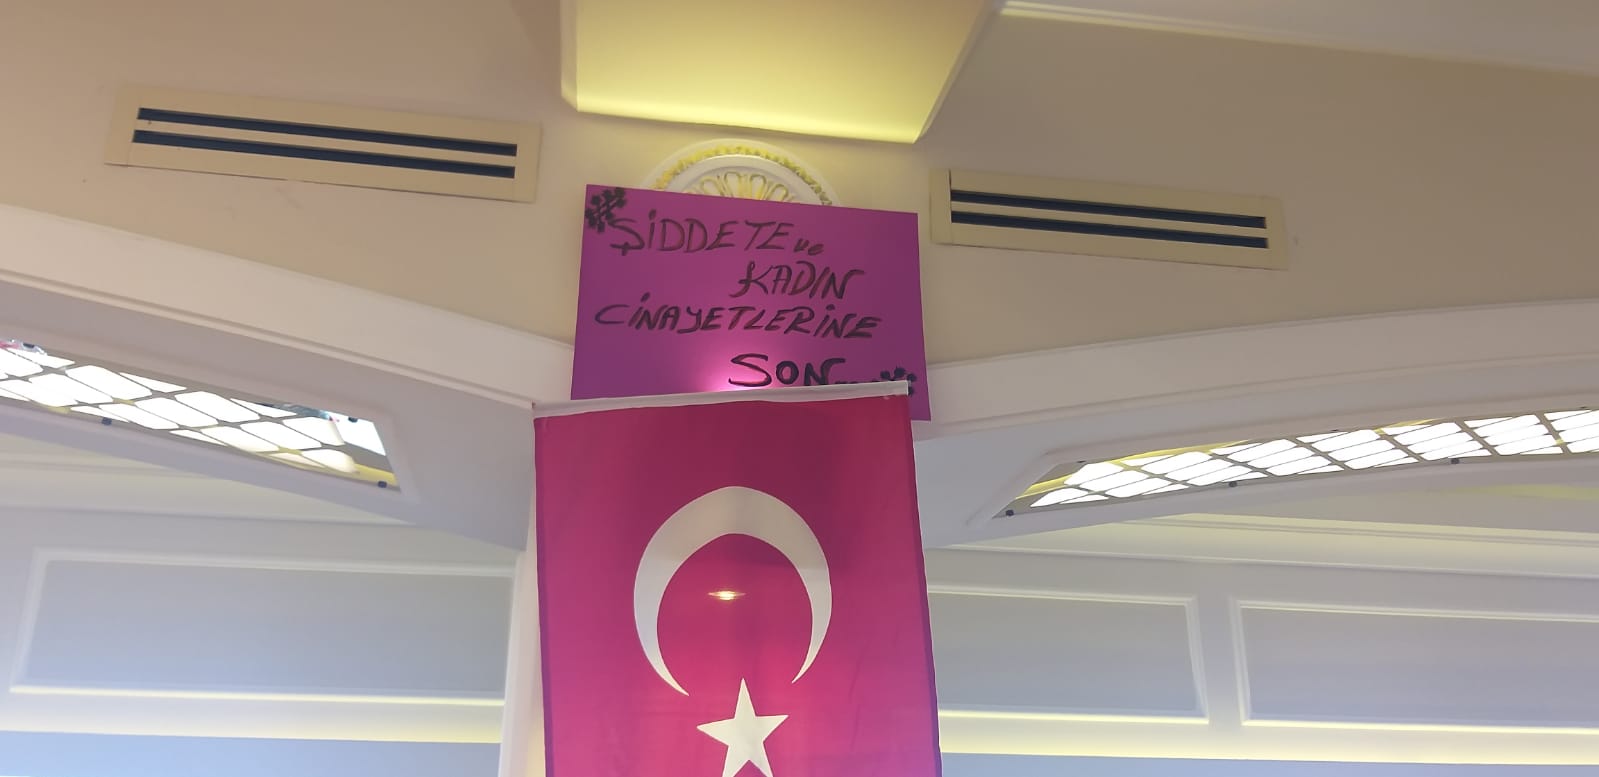 #ŞİDDETE ve
KADIN
CİNAYETLERİNE
SON...#